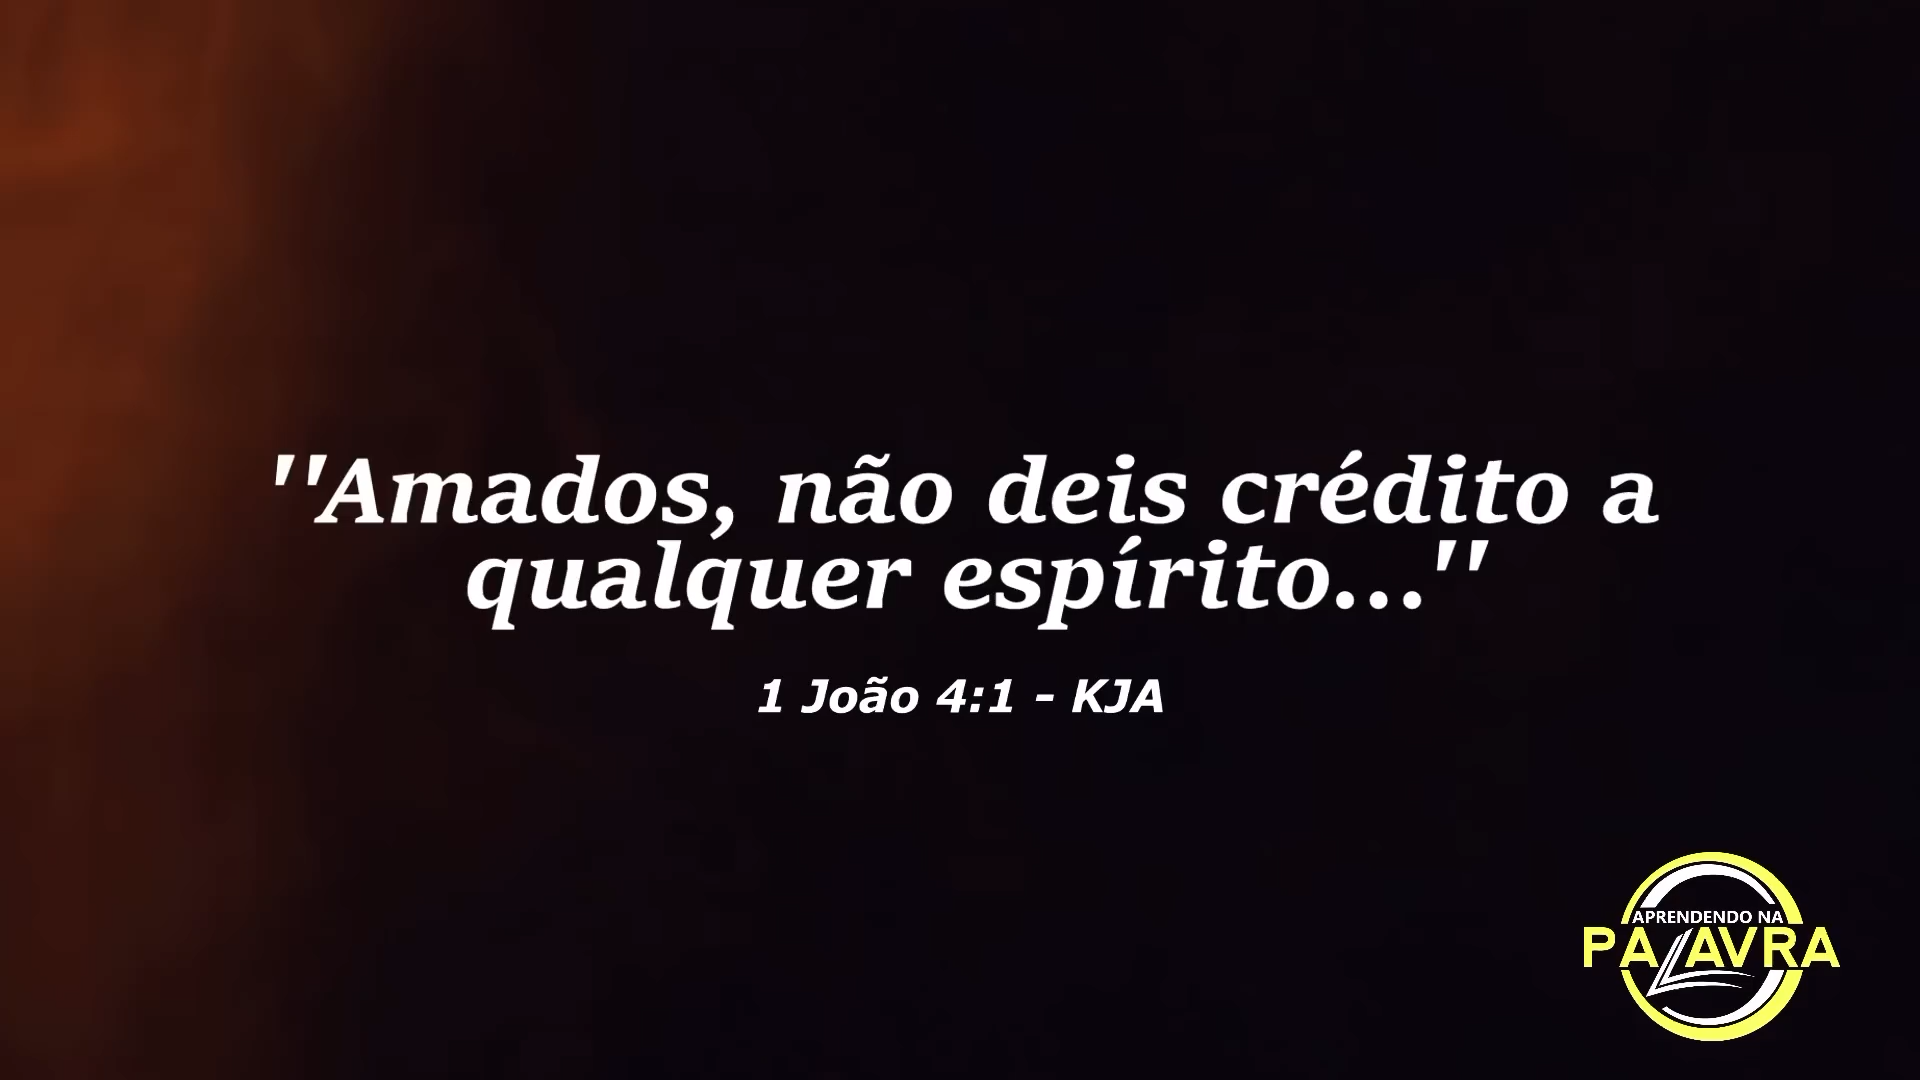 "Amados, não deis crédito a
qualquer espírito..."
1 João 4:1 - KJA
APRENDENDO NA
PALAVRA